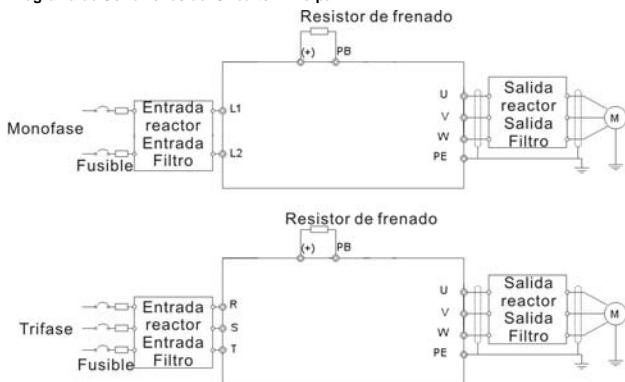 Resistor de frenado
(+) PB
Monofase
Fusible
Entrada
reactor
Entrada
Filtro
L1
L2
U
V
W
PE
Salida
reactor
Salida
Filtro
M
Resistor de frenado
(+) PB
Trifase
Fusible
Entrada
reactor
Entrada
Filtro
R
S
T
U
V
W
PE
Salida
reactor
Salida
Filtro
M